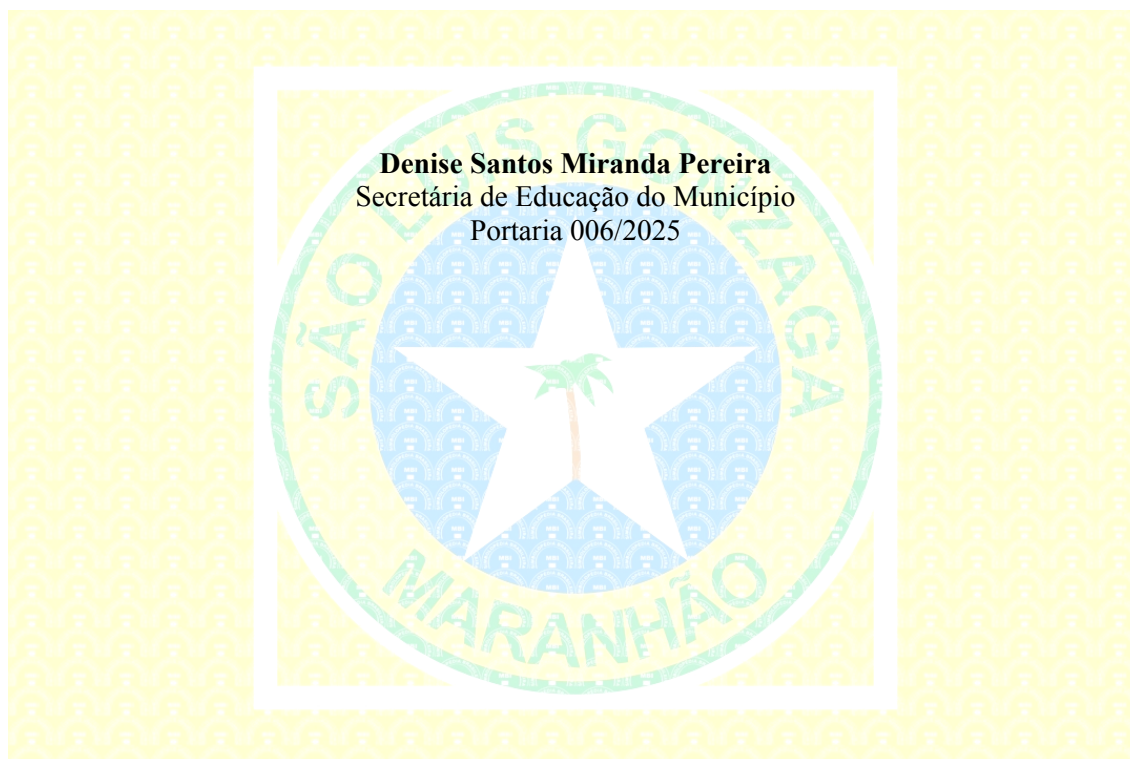 Denise Santos Miranda Pereira
Secretária de Educação do Município
Portaria 006/2025
SÃO LUIS GONZAGA
MARANHÃO